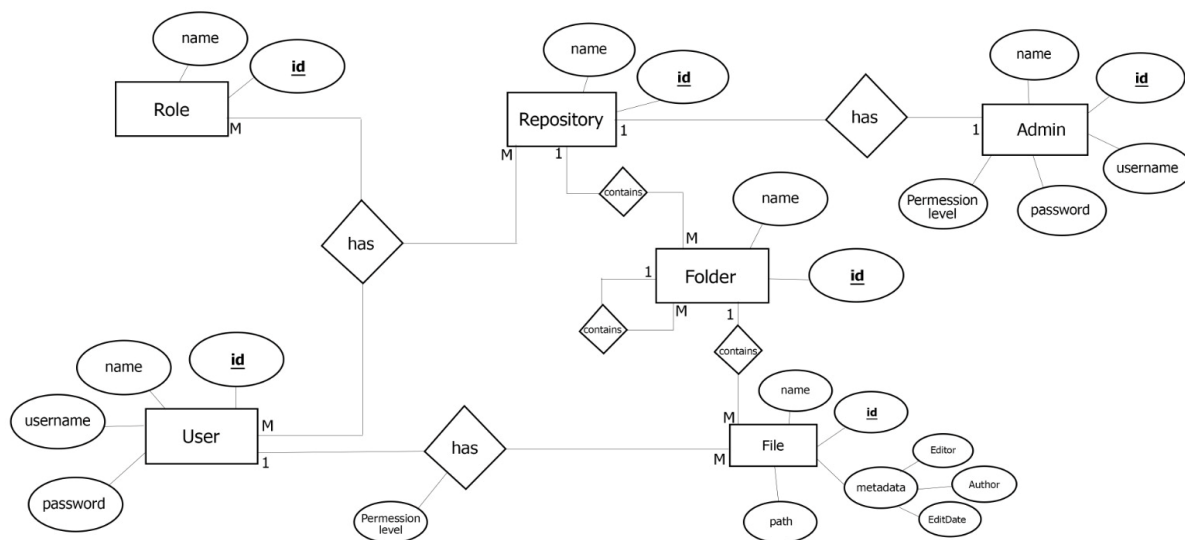 name
id
Role
M
name
id
Repository
1
M
1
has
1
name
id
Admin
username
Permession
level
password
has
contains
M
name
Folder
id
1
M
contains
1
contains
name
id
username
User
password
M
1
has
Permession
level
M
M
name
id
File
metadata
Editor
Author
EditDate
path